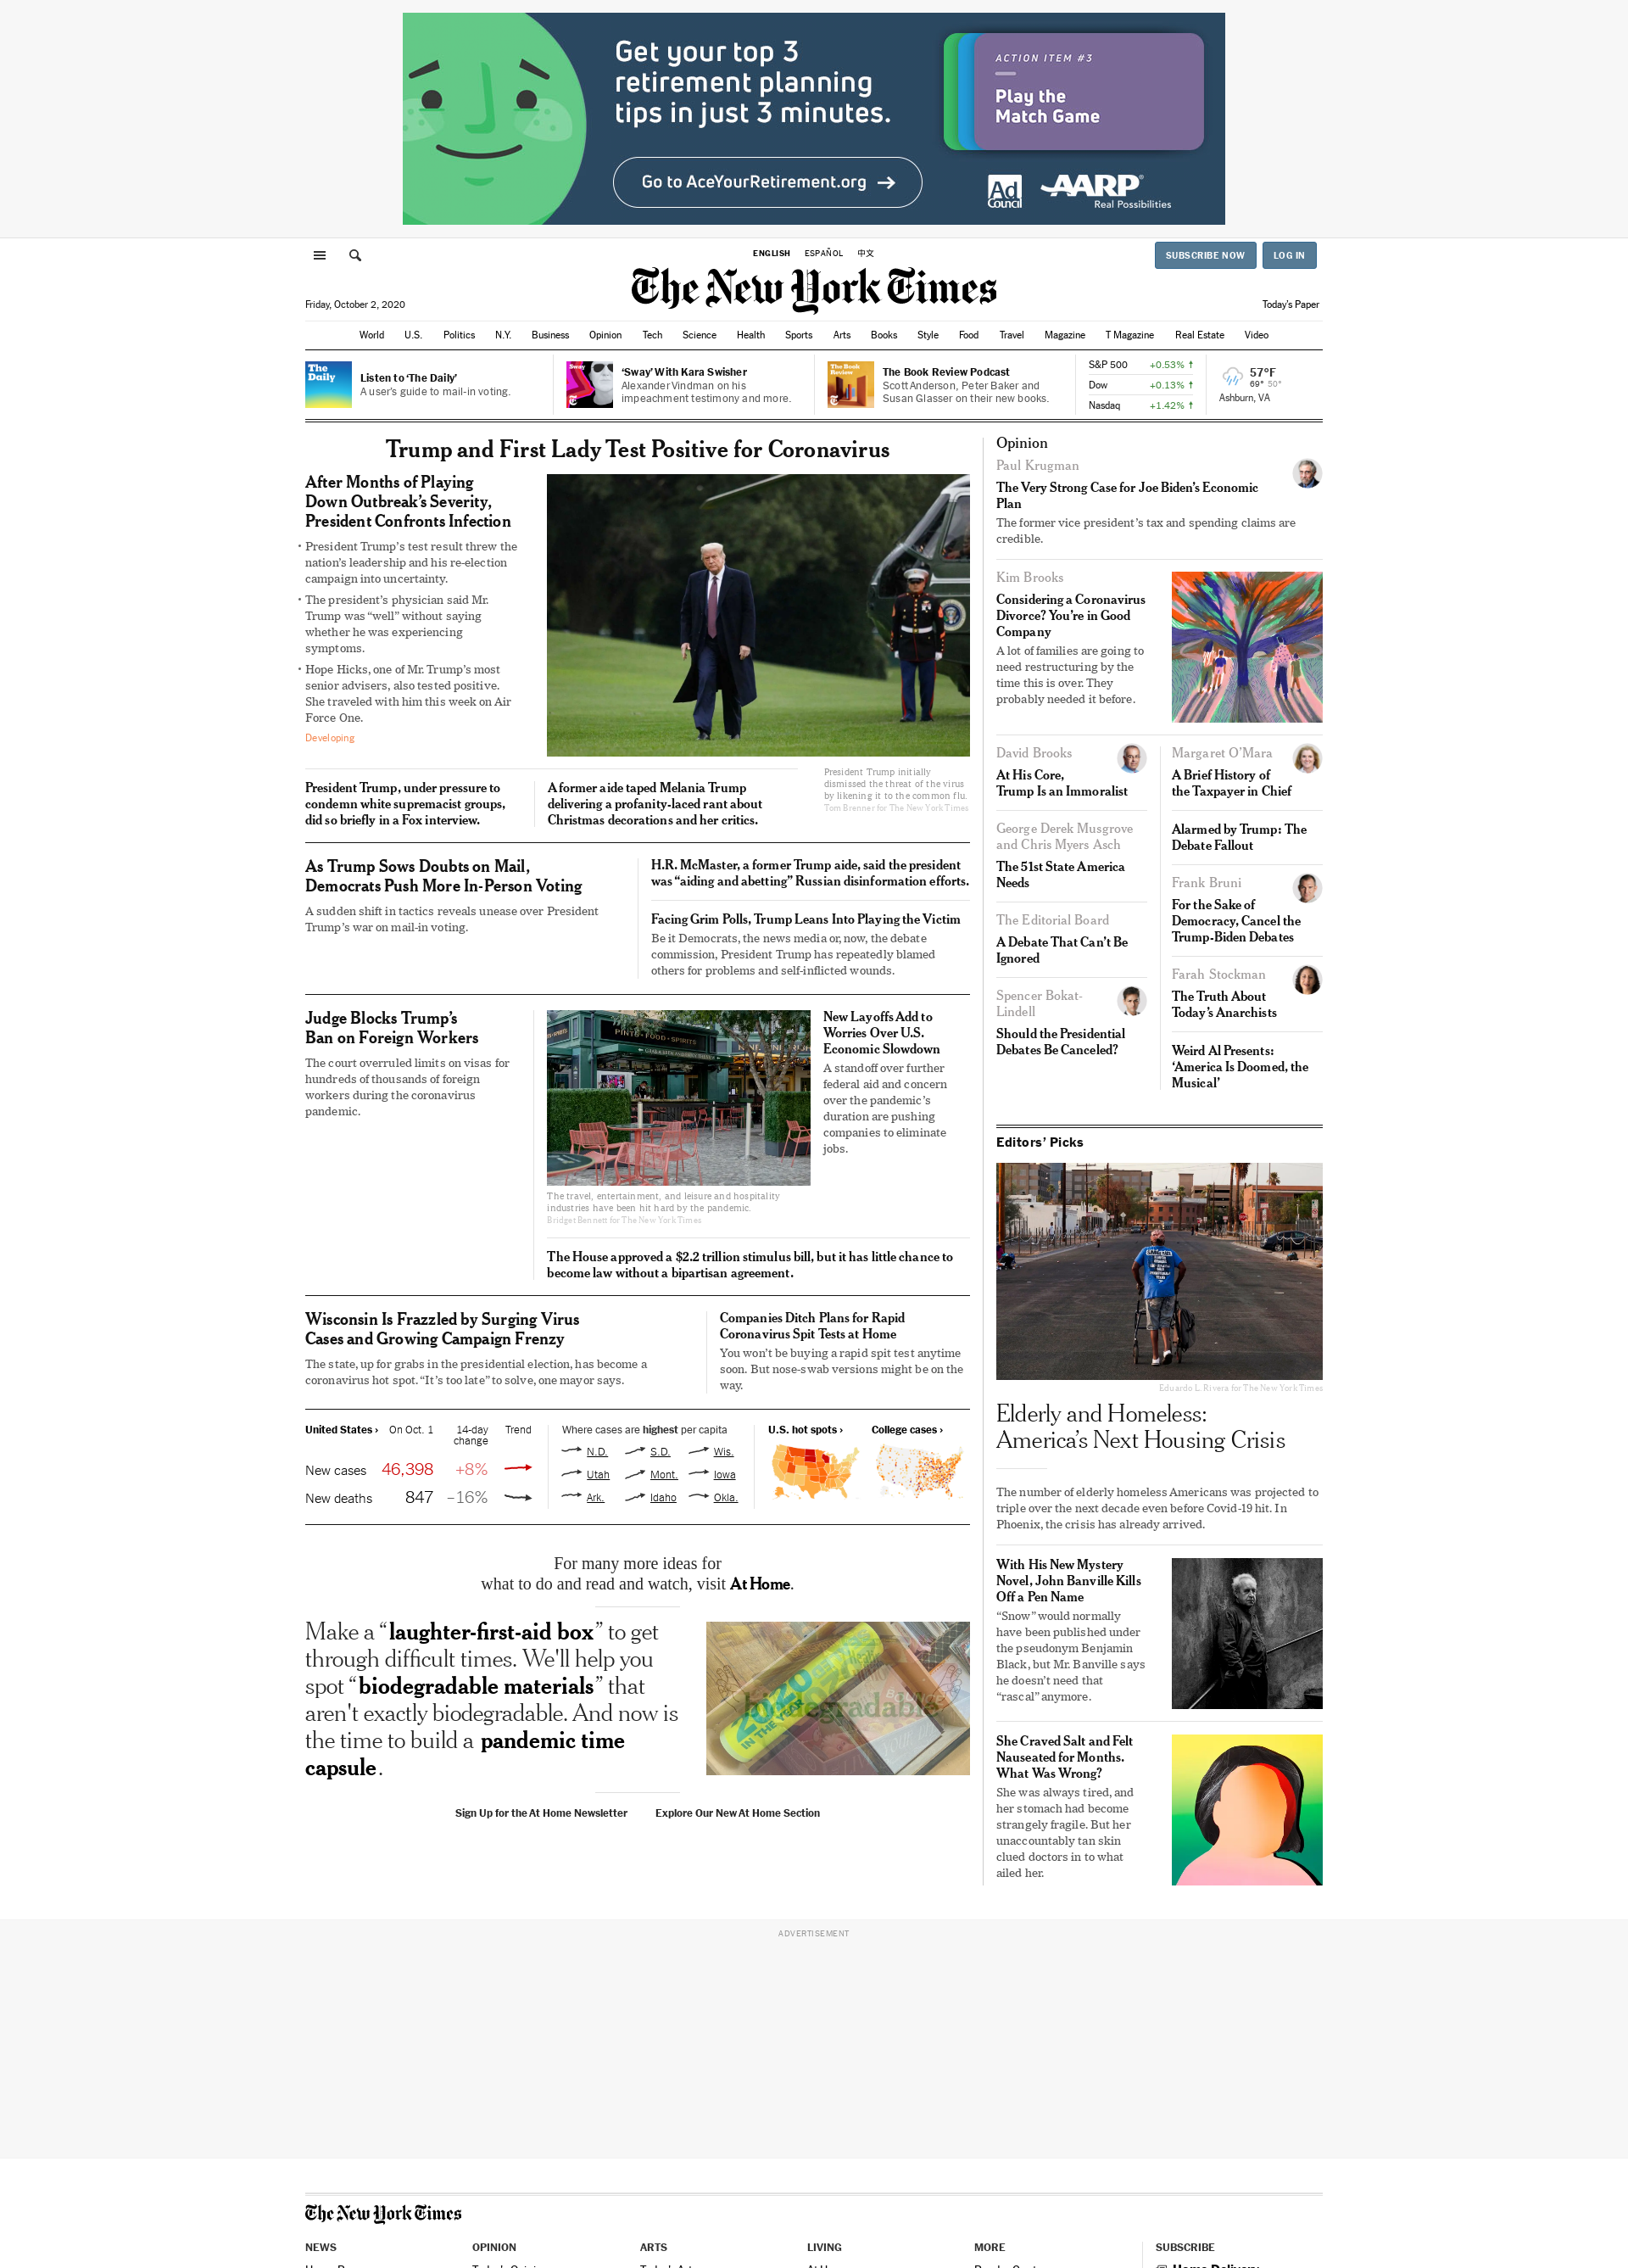 Get your top 3
retirement planning
tips in just 3 minutes.
Go to AceYourRetirement.org
ACTION ITEM #3
Play the
Match Game
Ad
Council
AARP
Real Possibilities
ENGLISH ESPAÑOL 中文
SUBSCRIBE NOW LOG IN
The New York Times
Friday, October 2, 2020
Today's Paper
World U.S. Politics N.Y. Business Opinion Tech Science Health Sports Arts Books Style Food Travel Magazine T Magazine Real Estate Video
The
Daily
Listen to ‘The Daily’
A user's guide to mail-in voting.
Sway
‘Sway’ With Kara Swisher
Alexander Vindman on his
impeachment testimony and more.
The Book
Review
The Book Review Podcast
Scott Anderson, Peter Baker and
Susan Glasser on their new books.
S&P 500 +0.53% ↑
Dow +0.13% ↑
Nasdaq +1.42% ↑
57°F
69° 50°
Ashburn, VA
Trump and First Lady Test Positive for Coronavirus
After Months of Playing
Down Outbreak’s Severity,
President Confronts Infection
• President Trump’s test result threw the
nation’s leadership and his re-election
campaign into uncertainty.
• The president’s physician said Mr.
Trump was “well” without saying
whether he was experiencing
symptoms.
• Hope Hicks, one of Mr. Trump’s most
senior advisers, also tested positive.
She traveled with him this week on Air
Force One.
Developing
President Trump initially
dismissed the threat of the virus
by likening it to the common flu.
Tom Brenner for The New York Times
President Trump, under pressure to
condemn white supremacist groups,
did so briefly in a Fox interview.
A former aide taped Melania Trump
delivering a profanity-laced rant about
Christmas decorations and her critics.
As Trump Sows Doubts on Mail,
Democrats Push More In-Person Voting
A sudden shift in tactics reveals unease over President
Trump’s war on mail-in voting.
H.R. McMaster, a former Trump aide, said the president
was “aiding and abetting” Russian disinformation efforts.
Facing Grim Polls, Trump Leans Into Playing the Victim
Be it Democrats, the news media or, now, the debate
commission, President Trump has repeatedly blamed
others for problems and self-inflicted wounds.
Judge Blocks Trump’s
Ban on Foreign Workers
The court overruled limits on visas for
hundreds of thousands of foreign
workers during the coronavirus
pandemic.
PINTS • FOOD • SPIRITS
The travel, entertainment, and leisure and hospitality
industries have been hit hard by the pandemic.
Bridget Bennett for The New York Times
New Layoffs Add to
Worries Over U.S.
Economic Slowdown
A standoff over further
federal aid and concern
over the pandemic’s
duration are pushing
companies to eliminate
jobs.
The House approved a $2.2 trillion stimulus bill, but it has little chance to
become law without a bipartisan agreement.
Wisconsin Is Frazzled by Surging Virus
Cases and Growing Campaign Frenzy
The state, up for grabs in the presidential election, has become a
coronavirus hot spot. “It’s too late” to solve, one mayor says.
Companies Ditch Plans for Rapid
Coronavirus Spit Tests at Home
You won’t be buying a rapid spit test anytime
soon. But nose-swab versions might be on the
way.
United States › On Oct. 1 14-day
change Trend
New cases 46,398 +8%
New deaths 847 –16%
Where cases are highest per capita
N.D. S.D. Wis.
Utah Mont. Iowa
Ark. Idaho Okla.
U.S. hot spots ›
College cases ›
For many more ideas for
what to do and read and watch, visit At Home.
Make a “laughter-first-aid box” to get
through difficult times. We'll help you
spot “biodegradable materials” that
aren't exactly biodegradable. And now is
the time to build a pandemic time
capsule.
2020
IN THE YEAR
biodegradable
Sign Up for the At Home Newsletter
Explore Our New At Home Section
Opinion
Paul Krugman
The Very Strong Case for Joe Biden’s Economic
Plan
The former vice president’s tax and spending claims are
credible.
Kim Brooks
Considering a Coronavirus
Divorce? You’re in Good
Company
A lot of families are going to
need restructuring by the
time this is over. They
probably needed it before.
David Brooks
At His Core,
Trump Is an Immoralist
George Derek Musgrove
and Chris Myers Asch
The 51st State America
Needs
The Editorial Board
A Debate That Can’t Be
Ignored
Spencer Bokat-
Lindell
Should the Presidential
Debates Be Canceled?
Margaret O’Mara
A Brief History of
the Taxpayer in Chief
Alarmed by Trump: The
Debate Fallout
Frank Bruni
For the Sake of
Democracy, Cancel the
Trump-Biden Debates
Farah Stockman
The Truth About
Today’s Anarchists
Weird Al Presents:
‘America Is Doomed, the
Musical’
Editors’ Picks
Eduardo L. Rivera for The New York Times
Elderly and Homeless:
America’s Next Housing Crisis
The number of elderly homeless Americans was projected to
triple over the next decade even before Covid-19 hit. In
Phoenix, the crisis has already arrived.
With His New Mystery
Novel, John Banville Kills
Off a Pen Name
“Snow” would normally
have been published under
the pseudonym Benjamin
Black, but Mr. Banville says
he doesn’t need that
“rascal” anymore.
She Craved Salt and Felt
Nauseated for Months.
What Was Wrong?
She was always tired, and
her stomach had become
strangely fragile. But her
unaccountably tan skin
clued doctors in to what
ailed her.
ADVERTISEMENT
The New York Times
NEWS OPINION ARTS LIVING MORE SUBSCRIBE